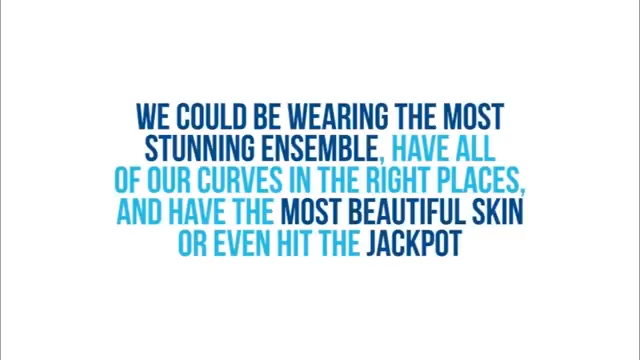 WE COULD BE WEARING THE MOST
STUNNING ENSEMBLE, HAVE ALL
OF OUR CURVES IN THE RIGHT PLACES,
AND HAVE THE MOST BEAUTIFUL SKIN
OR EVEN HIT THE JACKPOT